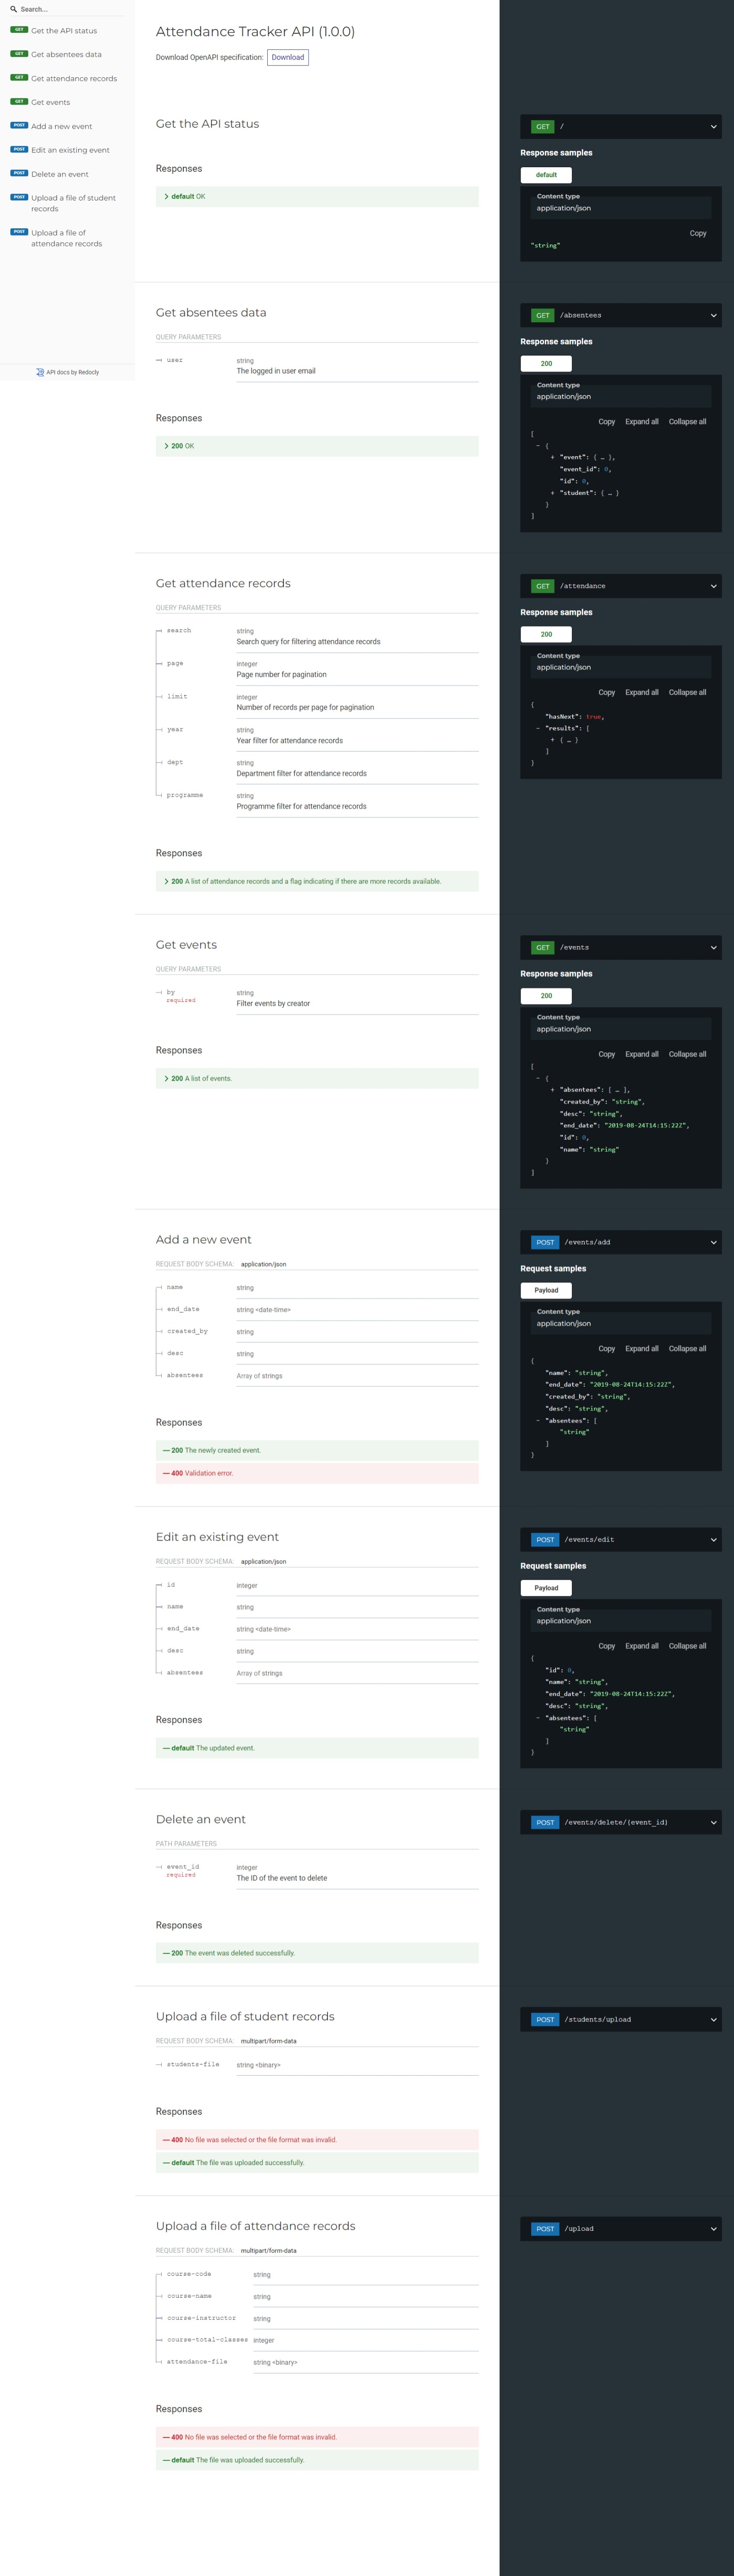 Search...
GET Get the API status
GET Get absentees data
GET Get attendance records
GET Get events
POST Add a new event
POST Edit an existing event
POST Delete an event
POST Upload a file of student
records
POST Upload a file of
attendance records
API docs by Redocly
Attendance Tracker API (1.0.0)
Download OpenAPI specification: Download
Get the API status
Responses
default OK
GET /
Response samples
default
Content type
application/json
Copy
"string"
Get absentees data
QUERY PARAMETERS
user string
The logged in user email
Responses
200 OK
GET /absentees
Response samples
200
Content type
application/json
Copy Expand all Collapse all
[
- {
+ "event": { … },
"event_id": 0,
"id": 0,
+ "student": { … }
}
]
Get attendance records
QUERY PARAMETERS
search string
Search query for filtering attendance records
page integer
Page number for pagination
limit integer
Number of records per page for pagination
year string
Year filter for attendance records
dept string
Department filter for attendance records
programme string
Programme filter for attendance records
Responses
200 A list of attendance records and a flag indicating if there are more records available.
GET /attendance
Response samples
200
Content type
application/json
Copy Expand all Collapse all
{
"hasNext": true,
- "results": [
+ { … }
]
}
Get events
QUERY PARAMETERS
by string
required
Filter events by creator
Responses
200 A list of events.
GET /events
Response samples
200
Content type
application/json
Copy Expand all Collapse all
[
- {
+ "absentees": [ … ],
"created_by": "string",
"desc": "string",
"end_date": "2019-08-24T14:15:22Z",
"id": 0,
"name": "string"
}
]
Add a new event
REQUEST BODY SCHEMA: application/json
name string
end_date string <date-time>
created_by string
desc string
absentees Array of strings
Responses
— 200 The newly created event.
— 400 Validation error.
POST /events/add
Request samples
Payload
Content type
application/json
Copy Expand all Collapse all
{
"name": "string",
"end_date": "2019-08-24T14:15:22Z",
"created_by": "string",
"desc": "string",
- "absentees": [
"string"
]
}
Edit an existing event
REQUEST BODY SCHEMA: application/json
id integer
name string
end_date string <date-time>
desc string
absentees Array of strings
Responses
— default The updated event.
POST /events/edit
Request samples
Payload
Content type
application/json
Copy Expand all Collapse all
{
"id": 0,
"name": "string",
"end_date": "2019-08-24T14:15:22Z",
"desc": "string",
- "absentees": [
"string"
]
}
Delete an event
PATH PARAMETERS
event_id integer
required
The ID of the event to delete
Responses
— 200 The event was deleted successfully.
POST /events/delete/{event_id}
Upload a file of student records
REQUEST BODY SCHEMA: multipart/form-data
students-file string <binary>
Responses
— 400 No file was selected or the file format was invalid.
— default The file was uploaded successfully.
POST /students/upload
Upload a file of attendance records
REQUEST BODY SCHEMA: multipart/form-data
course-code string
course-name string
course-instructor string
course-total-classes integer
attendance-file string <binary>
Responses
— 400 No file was selected or the file format was invalid.
— default The file was uploaded successfully.
POST /upload